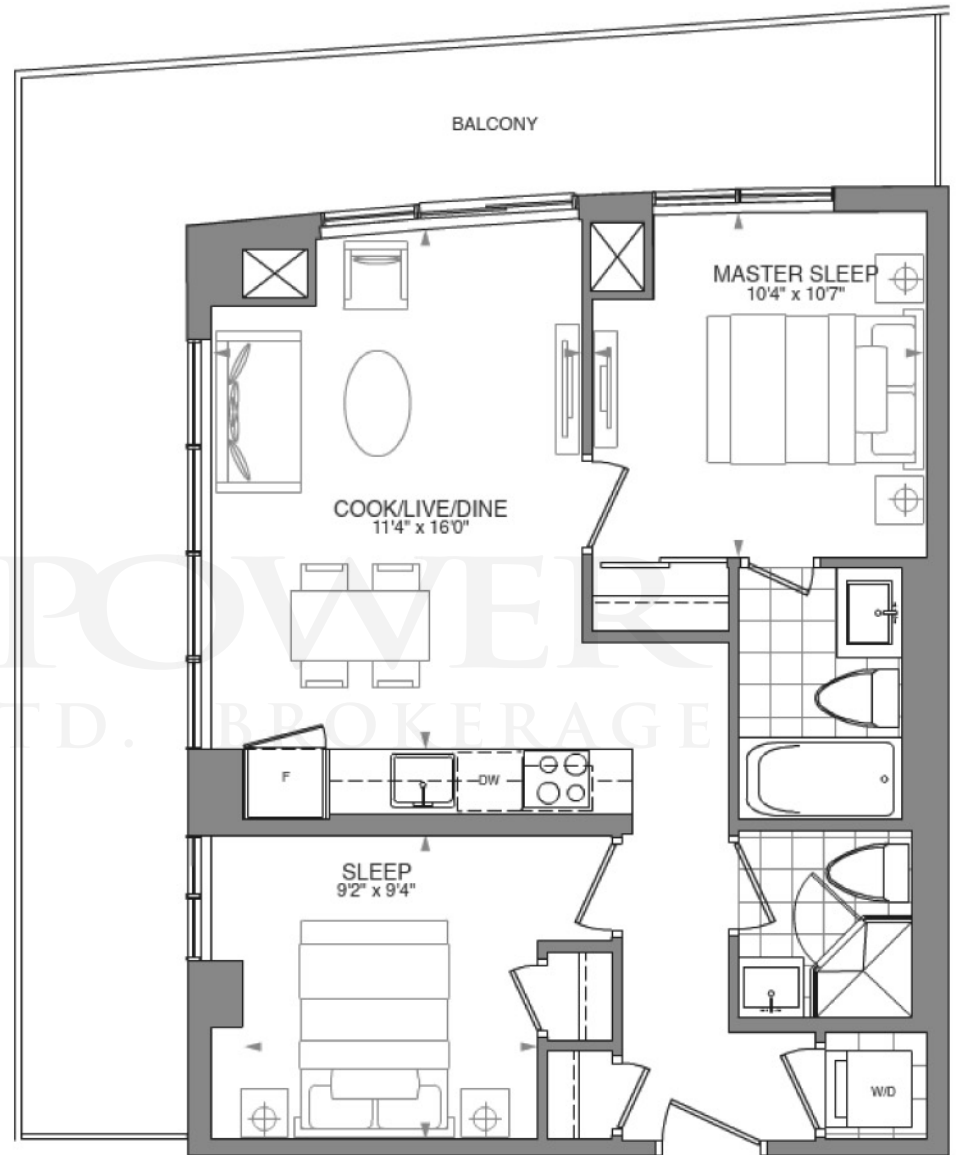 BALCONY
MASTER SLEEP
10'4" x 10'7"
COOK/LIVE/DINE
11'4" x 16'0"
POWER
TD. BROKERAGE
F
DW
SLEEP
9'2" x 9'4"
W/D